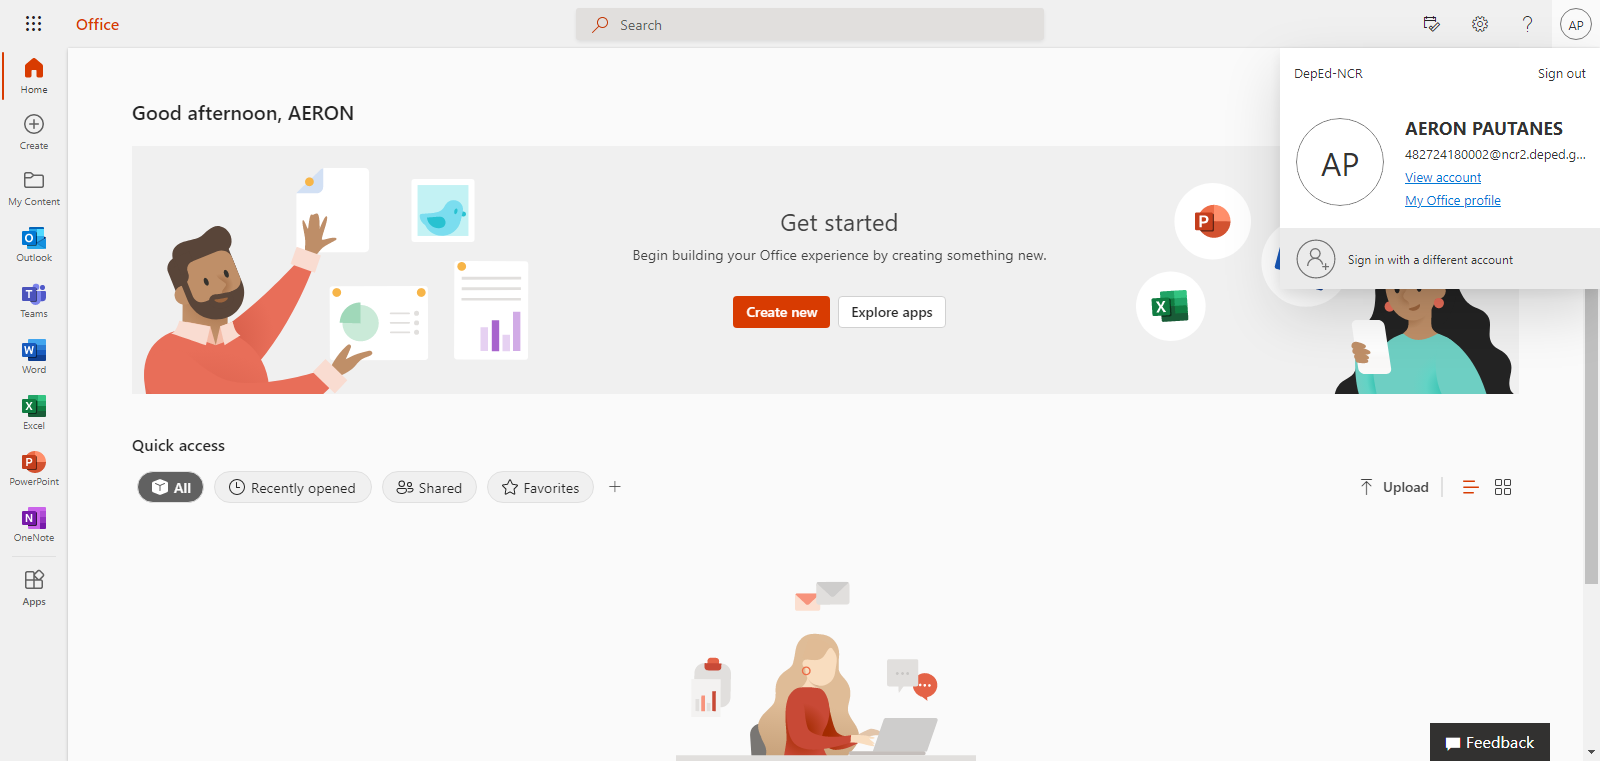 Office
Search
AP
Home
Create
My Content
Outlook
Teams
Word
Excel
PowerPoint
OneNote
Apps
DepEd-NCR
Sign out
AP
AERON PAUTANES
482724180002@ncr2.deped.g...
View account
My Office profile
Sign in with a different account
Good afternoon, AERON
Get started
Begin building your Office experience by creating something new.
Create new
Explore apps
Quick access
All
Recently opened
Shared
Favorites
Upload
Feedback